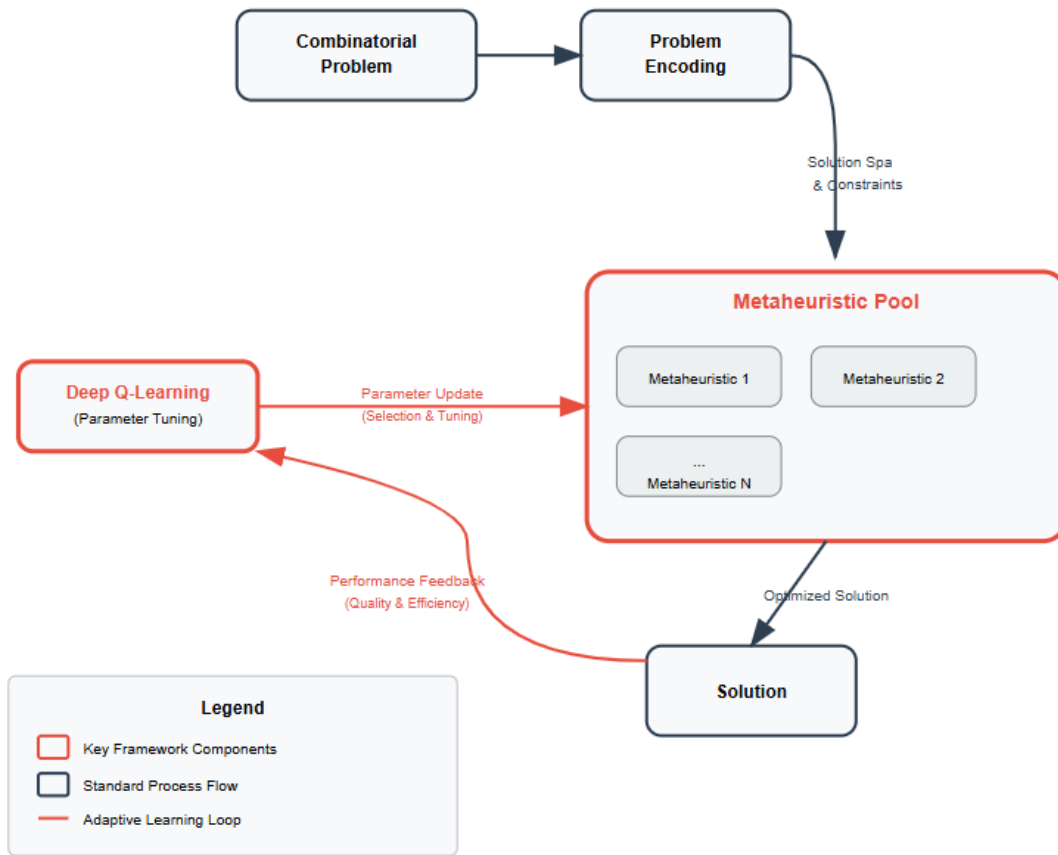 Combinatorial
Problem
Problem
Encoding
Solution Spa
& Constraints
Metaheuristic Pool
Metaheuristic 1
Metaheuristic 2
...
Metaheuristic N
Deep Q-Learning
(Parameter Tuning)
Parameter Update
(Selection & Tuning)
Performance Feedback
(Quality & Efficiency)
Optimized Solution
Solution
Legend
Key Framework Components
Standard Process Flow
Adaptive Learning Loop